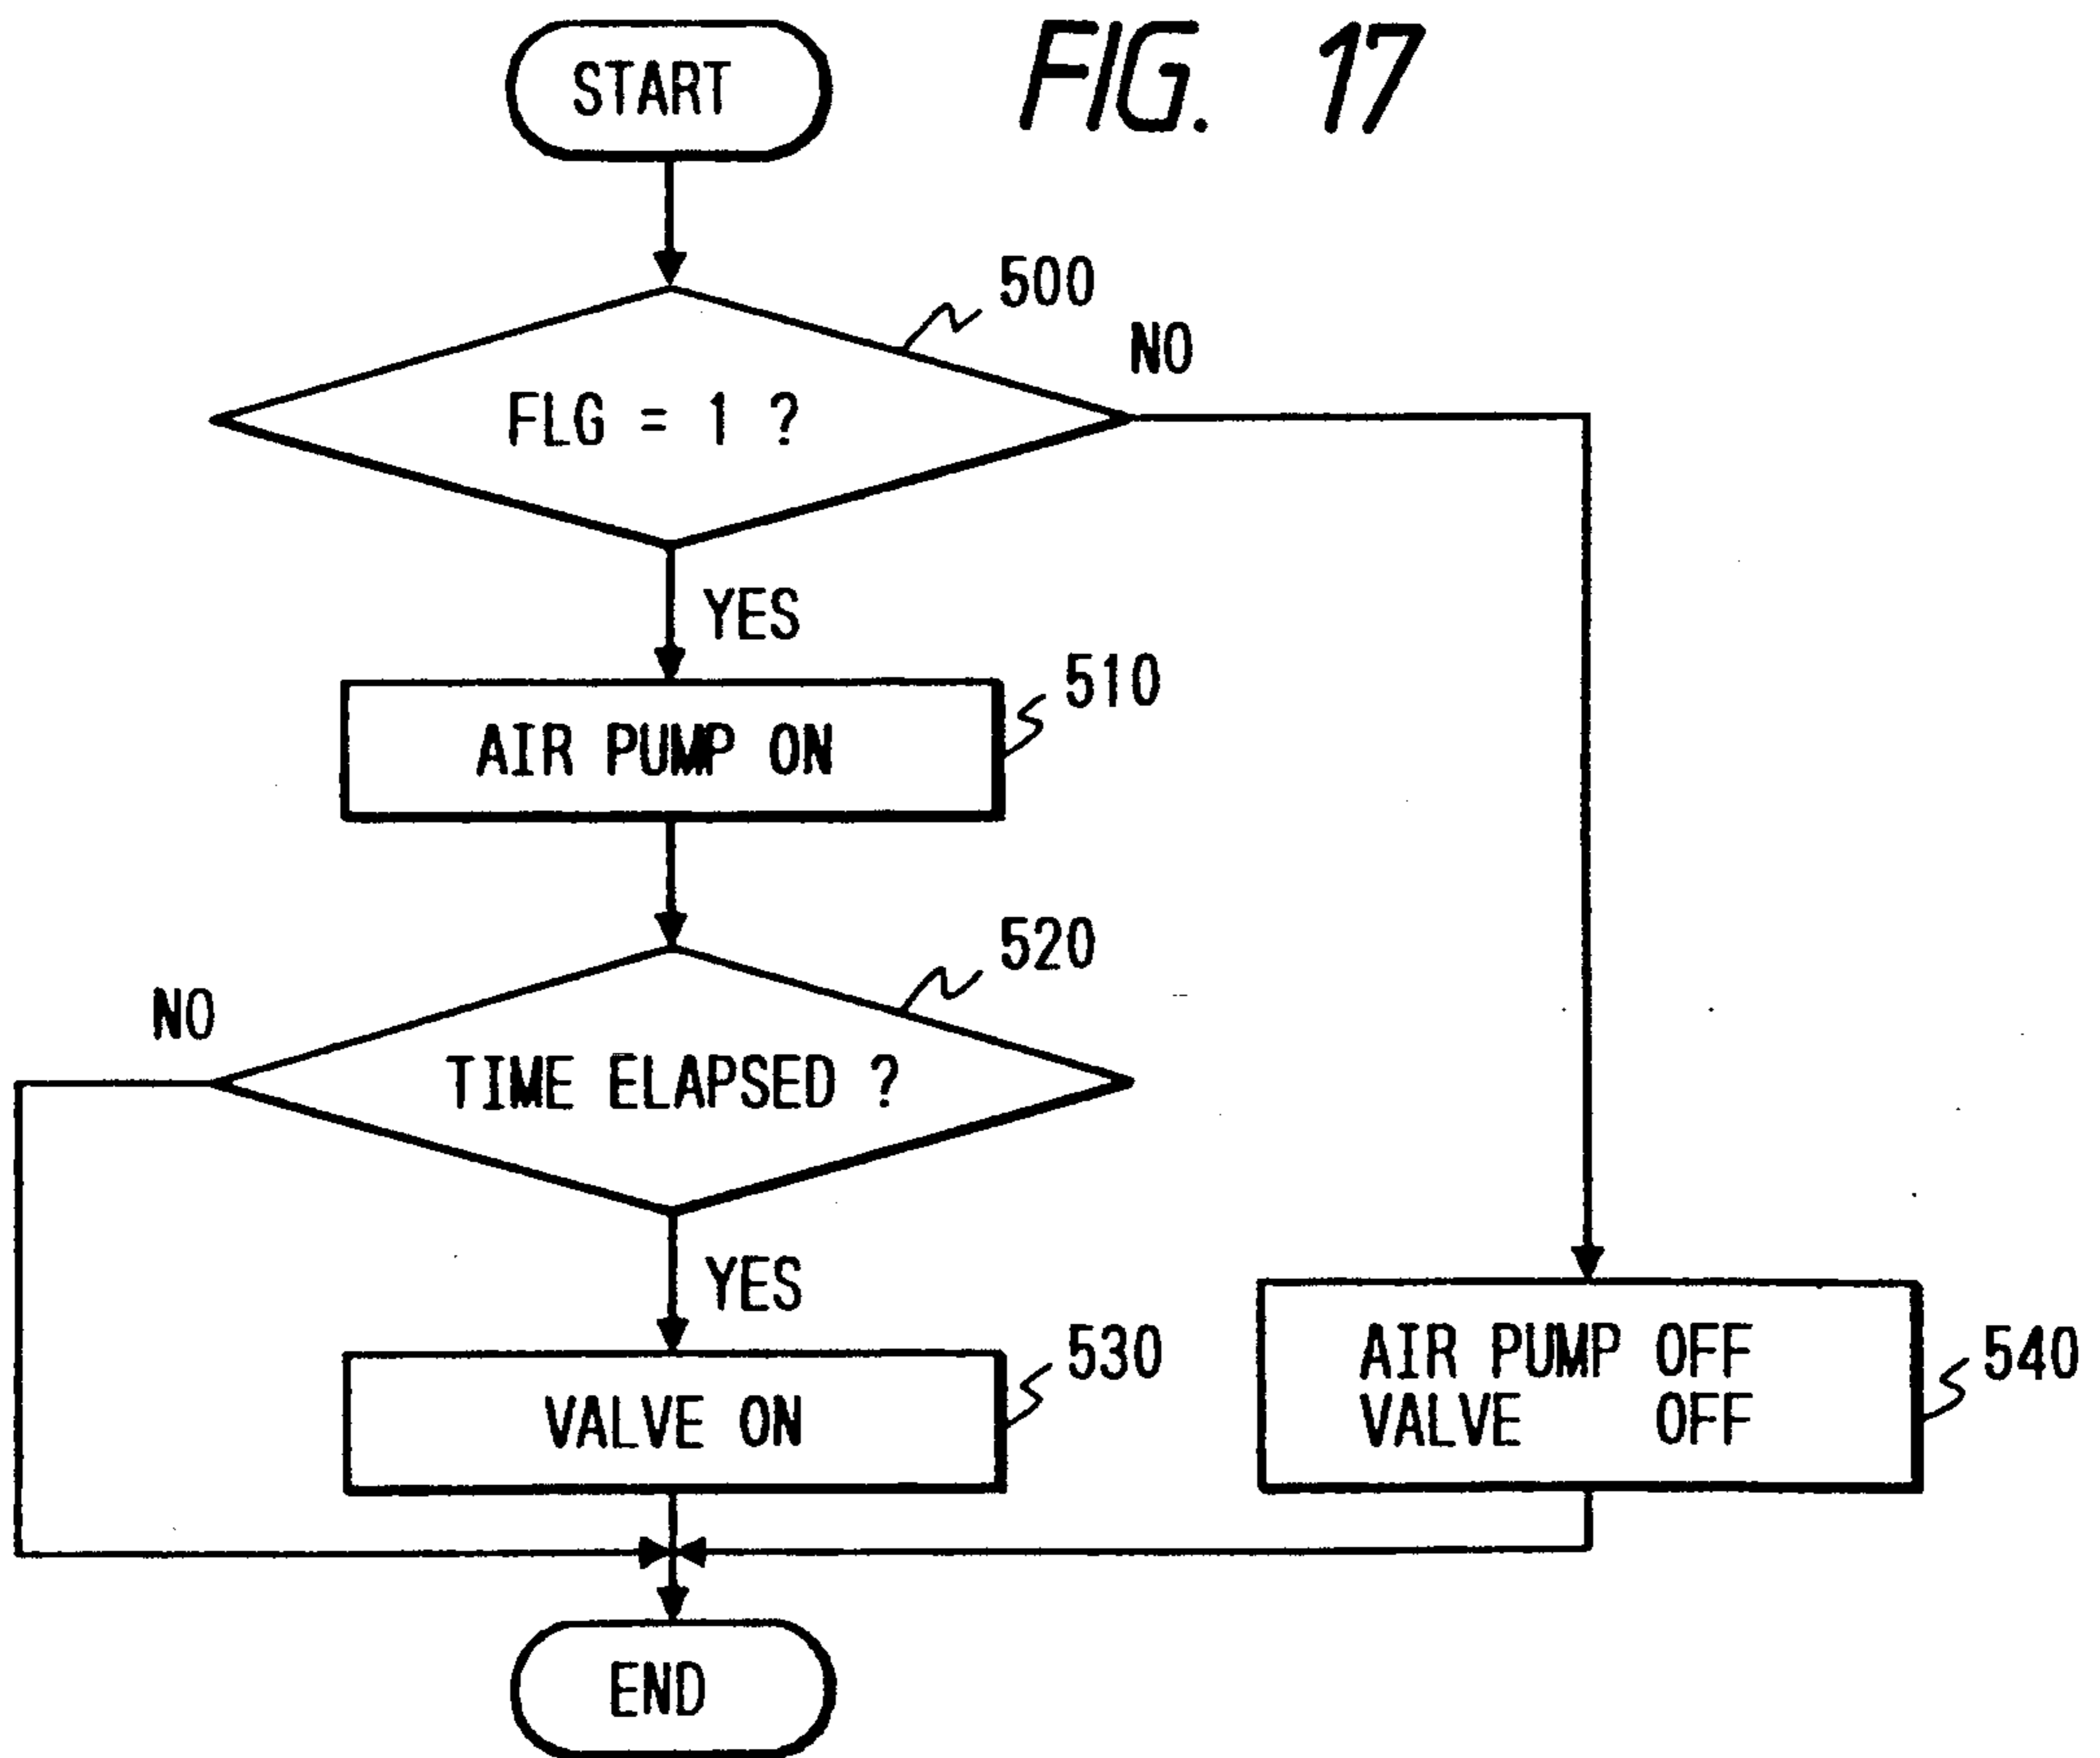 START
FIG. 17
500
NO
FLG = 1 ?
YES
510
AIR PUMP ON
520
NO
TIME ELAPSED ?
YES
530
VALVE ON
AIR PUMP OFF
VALVE OFF
540
END